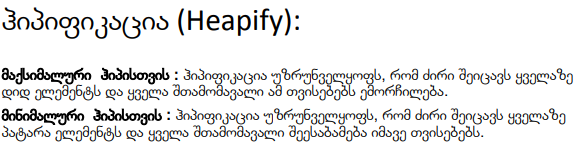 ჰიპიფიკაცია (Heapify):
მაქსიმალური ჰიპისთვის : ჰიპიფიკაცია უზრუნველყოფს, რომ ძირი შეიცავს ყველაზე
დიდ ელემენტს და ყველა შთამომავალი ამ თვისებებს ემორჩილება.
მინიმალური ჰიპისთვის : ჰიპიფიკაცია უზრუნველყოფს, რომ ძირი შეიცავს ყველაზე
პატარა ელემენტს და ყველა შთამომავალი შეესაბამება იმავე თვისებებს.